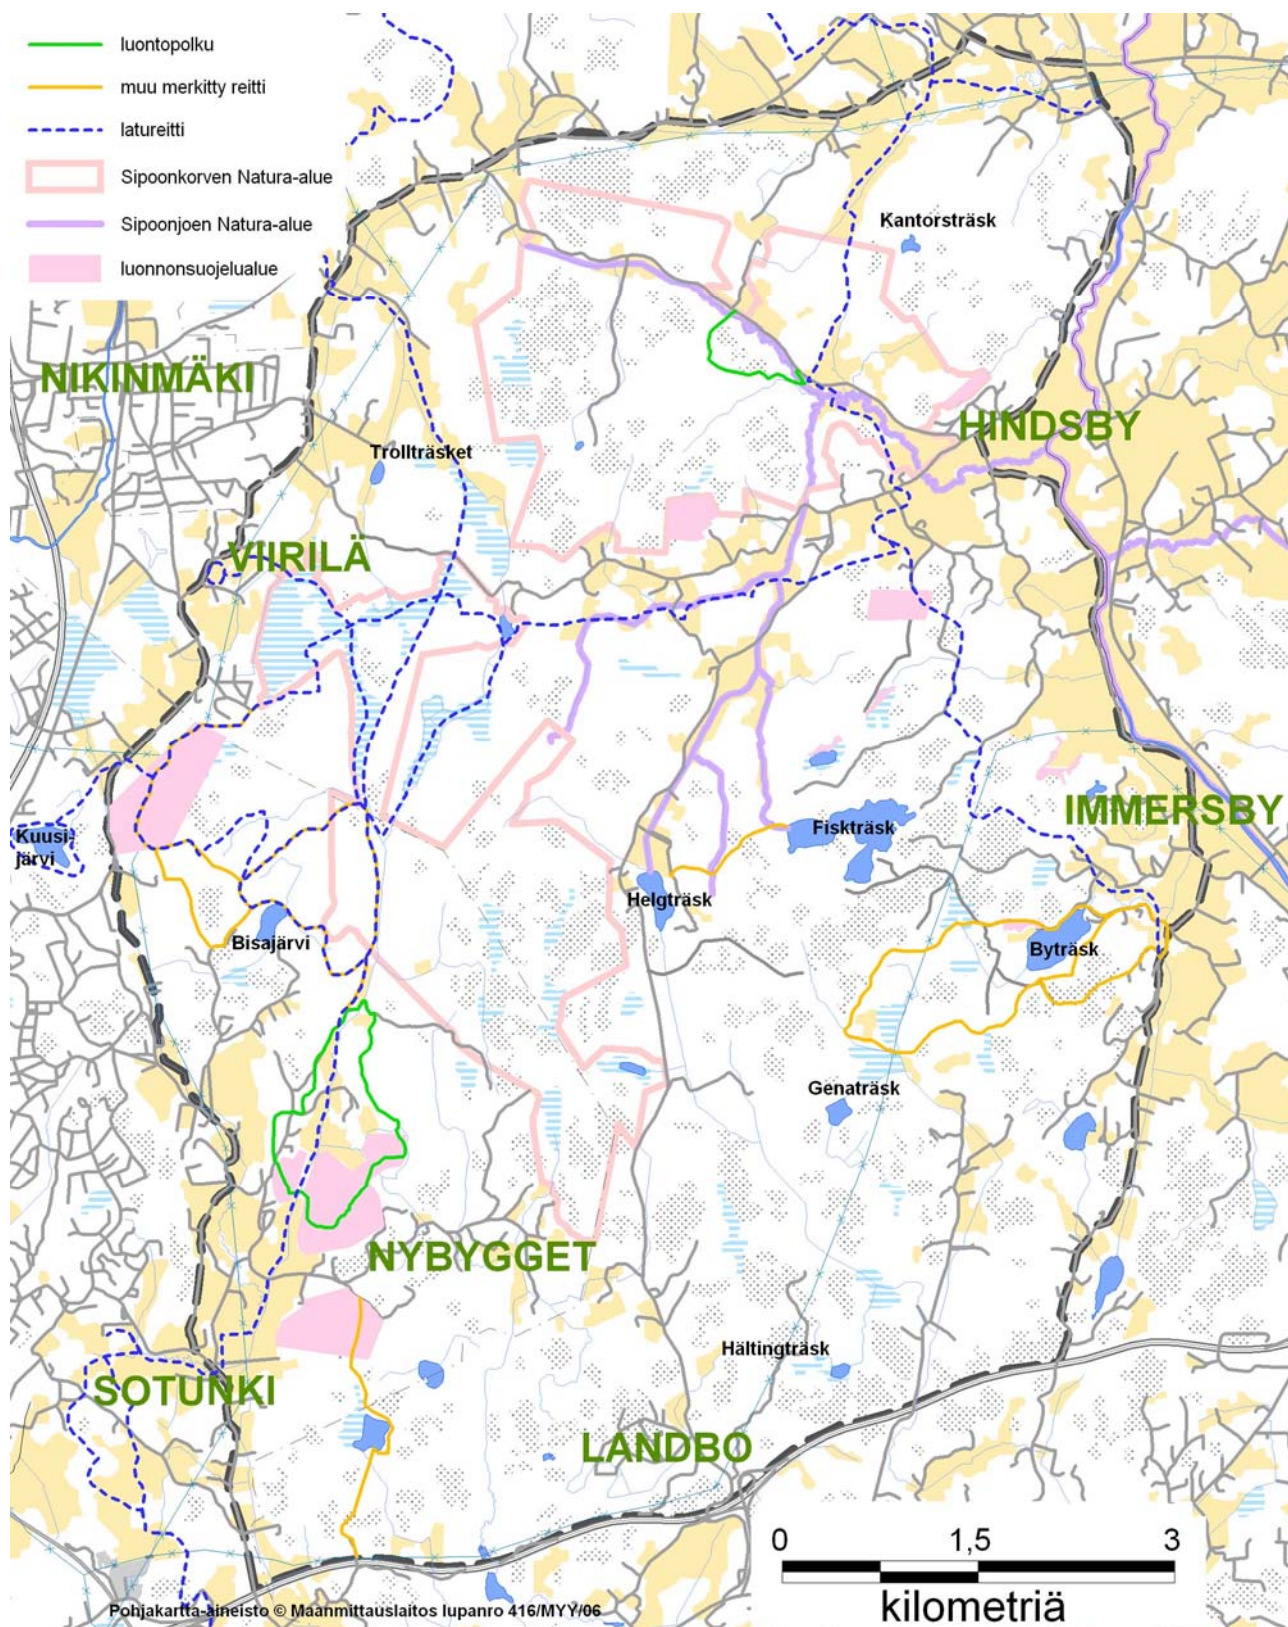 luontopolku
muu merkitty reitti
latureitti
Sipoonkorven Natura-alue
Sipoonjoen Natura-alue
luonnonsuojelualue
Kantorsträsk
NIKINMÄKI
HINDSBY
Trollträsket
VIIRILÄ
IMMERSBY
Kuusi-
järvi
Fiskträsk
Helgträsk
Bisajärvi
Byträsk
Genaträsk
NYBYGGET
Hältingträsk
SOTUNKI
LANDBO
0 1,5 3
kilometriä
Pohjakartta-aineisto © Maanmittauslaitos lupanro 416/MYY/06